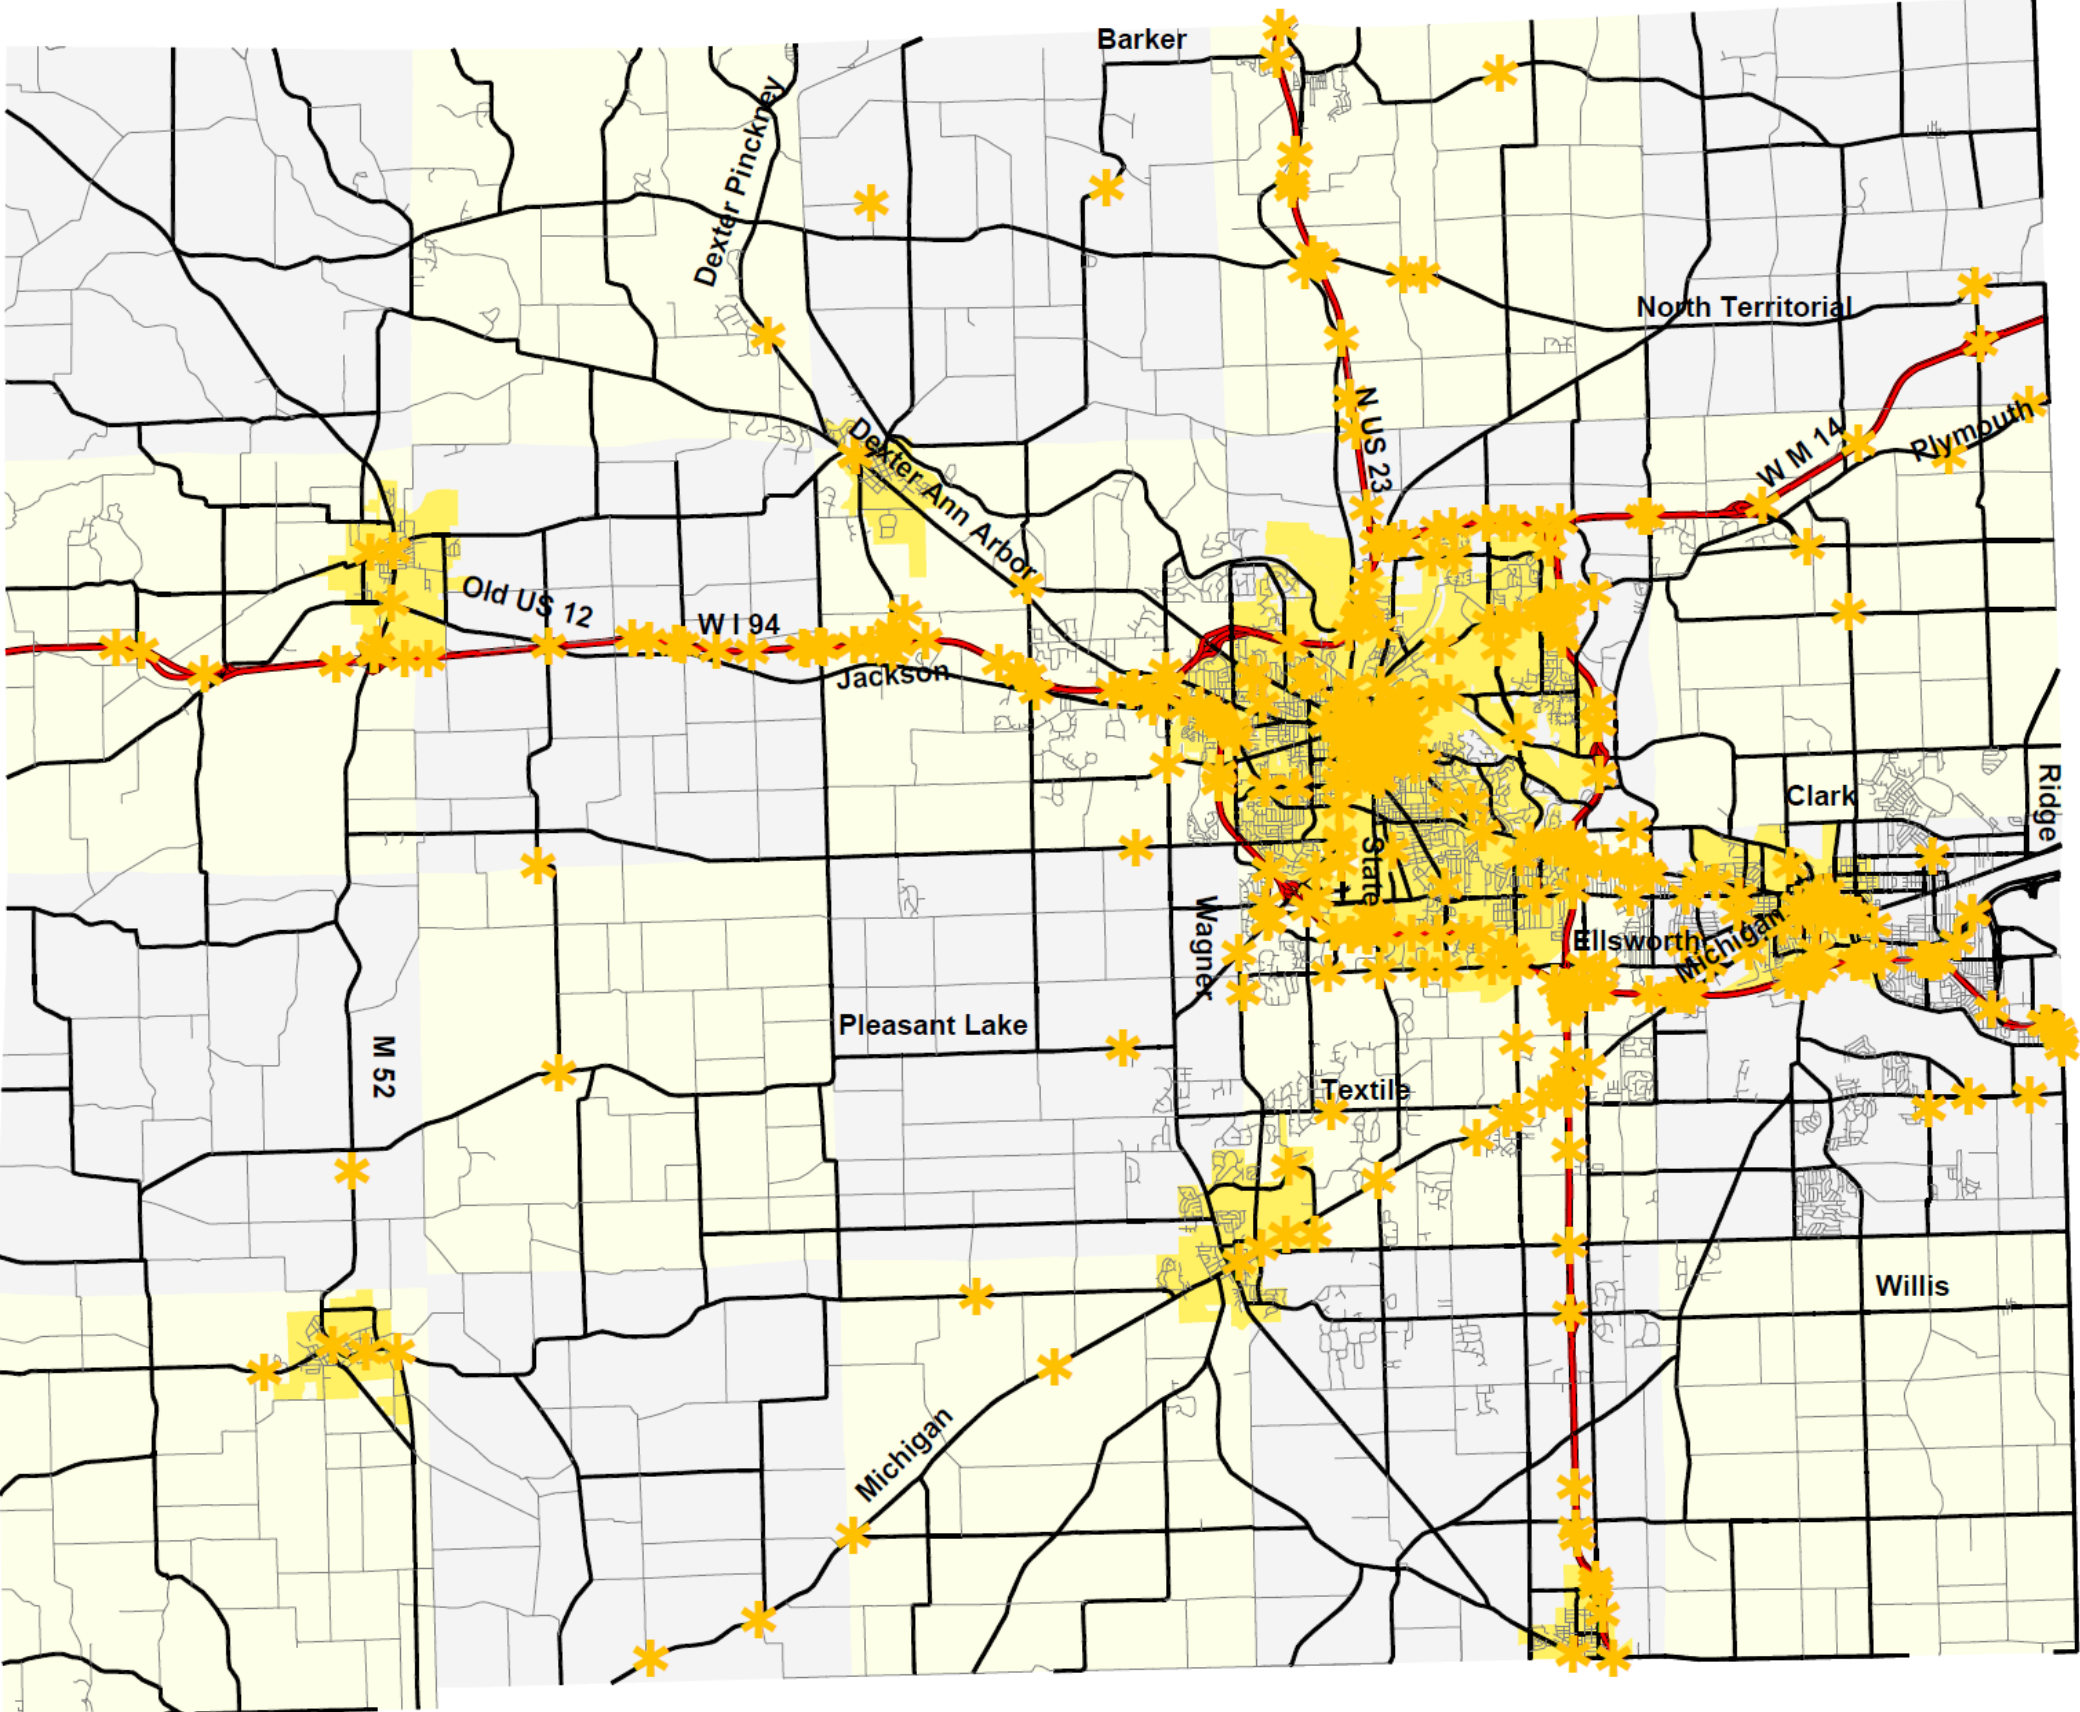 Barker
Dexter Pinckney
North Territorial
N US 23
Plymouth
W M 14
Dexter Ann Arbor
Old US 12
W I 94
Jackson
Clark
Ridge
State
Wagner
Ellsworth
Michigan
Pleasant Lake
M 52
Textile
Willis
Michigan